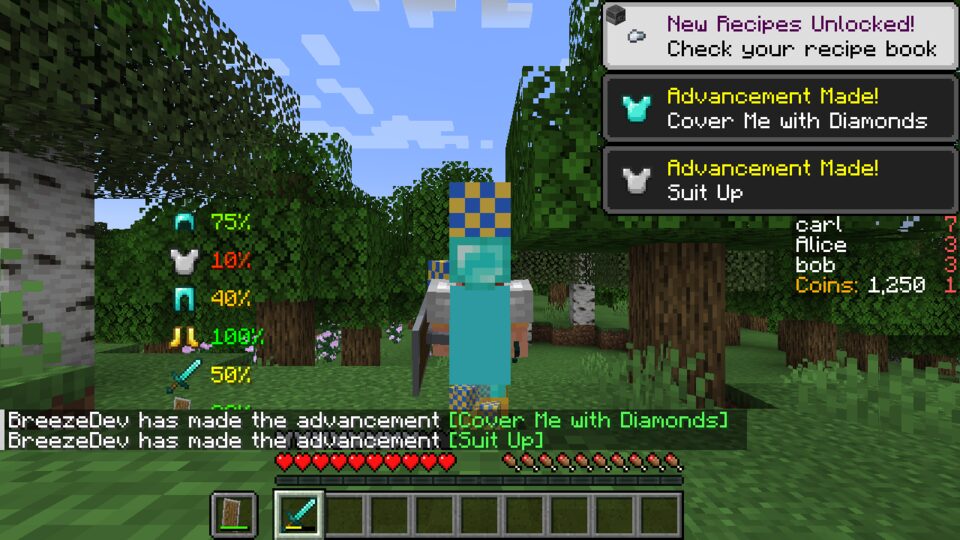 New Recipes Unlocked!
Check your recipe book
Advancement Made!
Cover Me with Diamonds
Advancement Made!
Suit Up
carl 7
Alice 3
bob 3
Coins: 1,250 1
75%
10%
40%
100%
50%
BreezeDev has made the advancement [Cover Me with Diamonds]
BreezeDev has made the advancement [Suit Up]